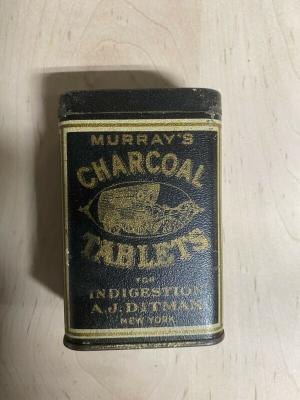 MURRAY'S
CHARCOAL
TABLETS
FOR
INDIGESTION
A.J. DITMAN
NEW YORK